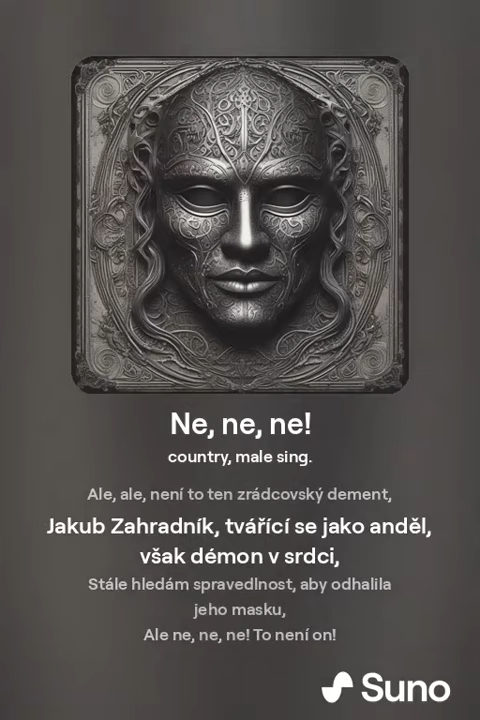 Ne, ne, ne!
country, male sing.
Ale, ale, není to ten zrádcovský dement,
Jakub Zahradník, tvářící se jako anděl,
však démon v srdci,
Stále hledám spravedlnost, aby odhalila
jeho masku,
Ale ne, ne, ne! To není on!
Suno